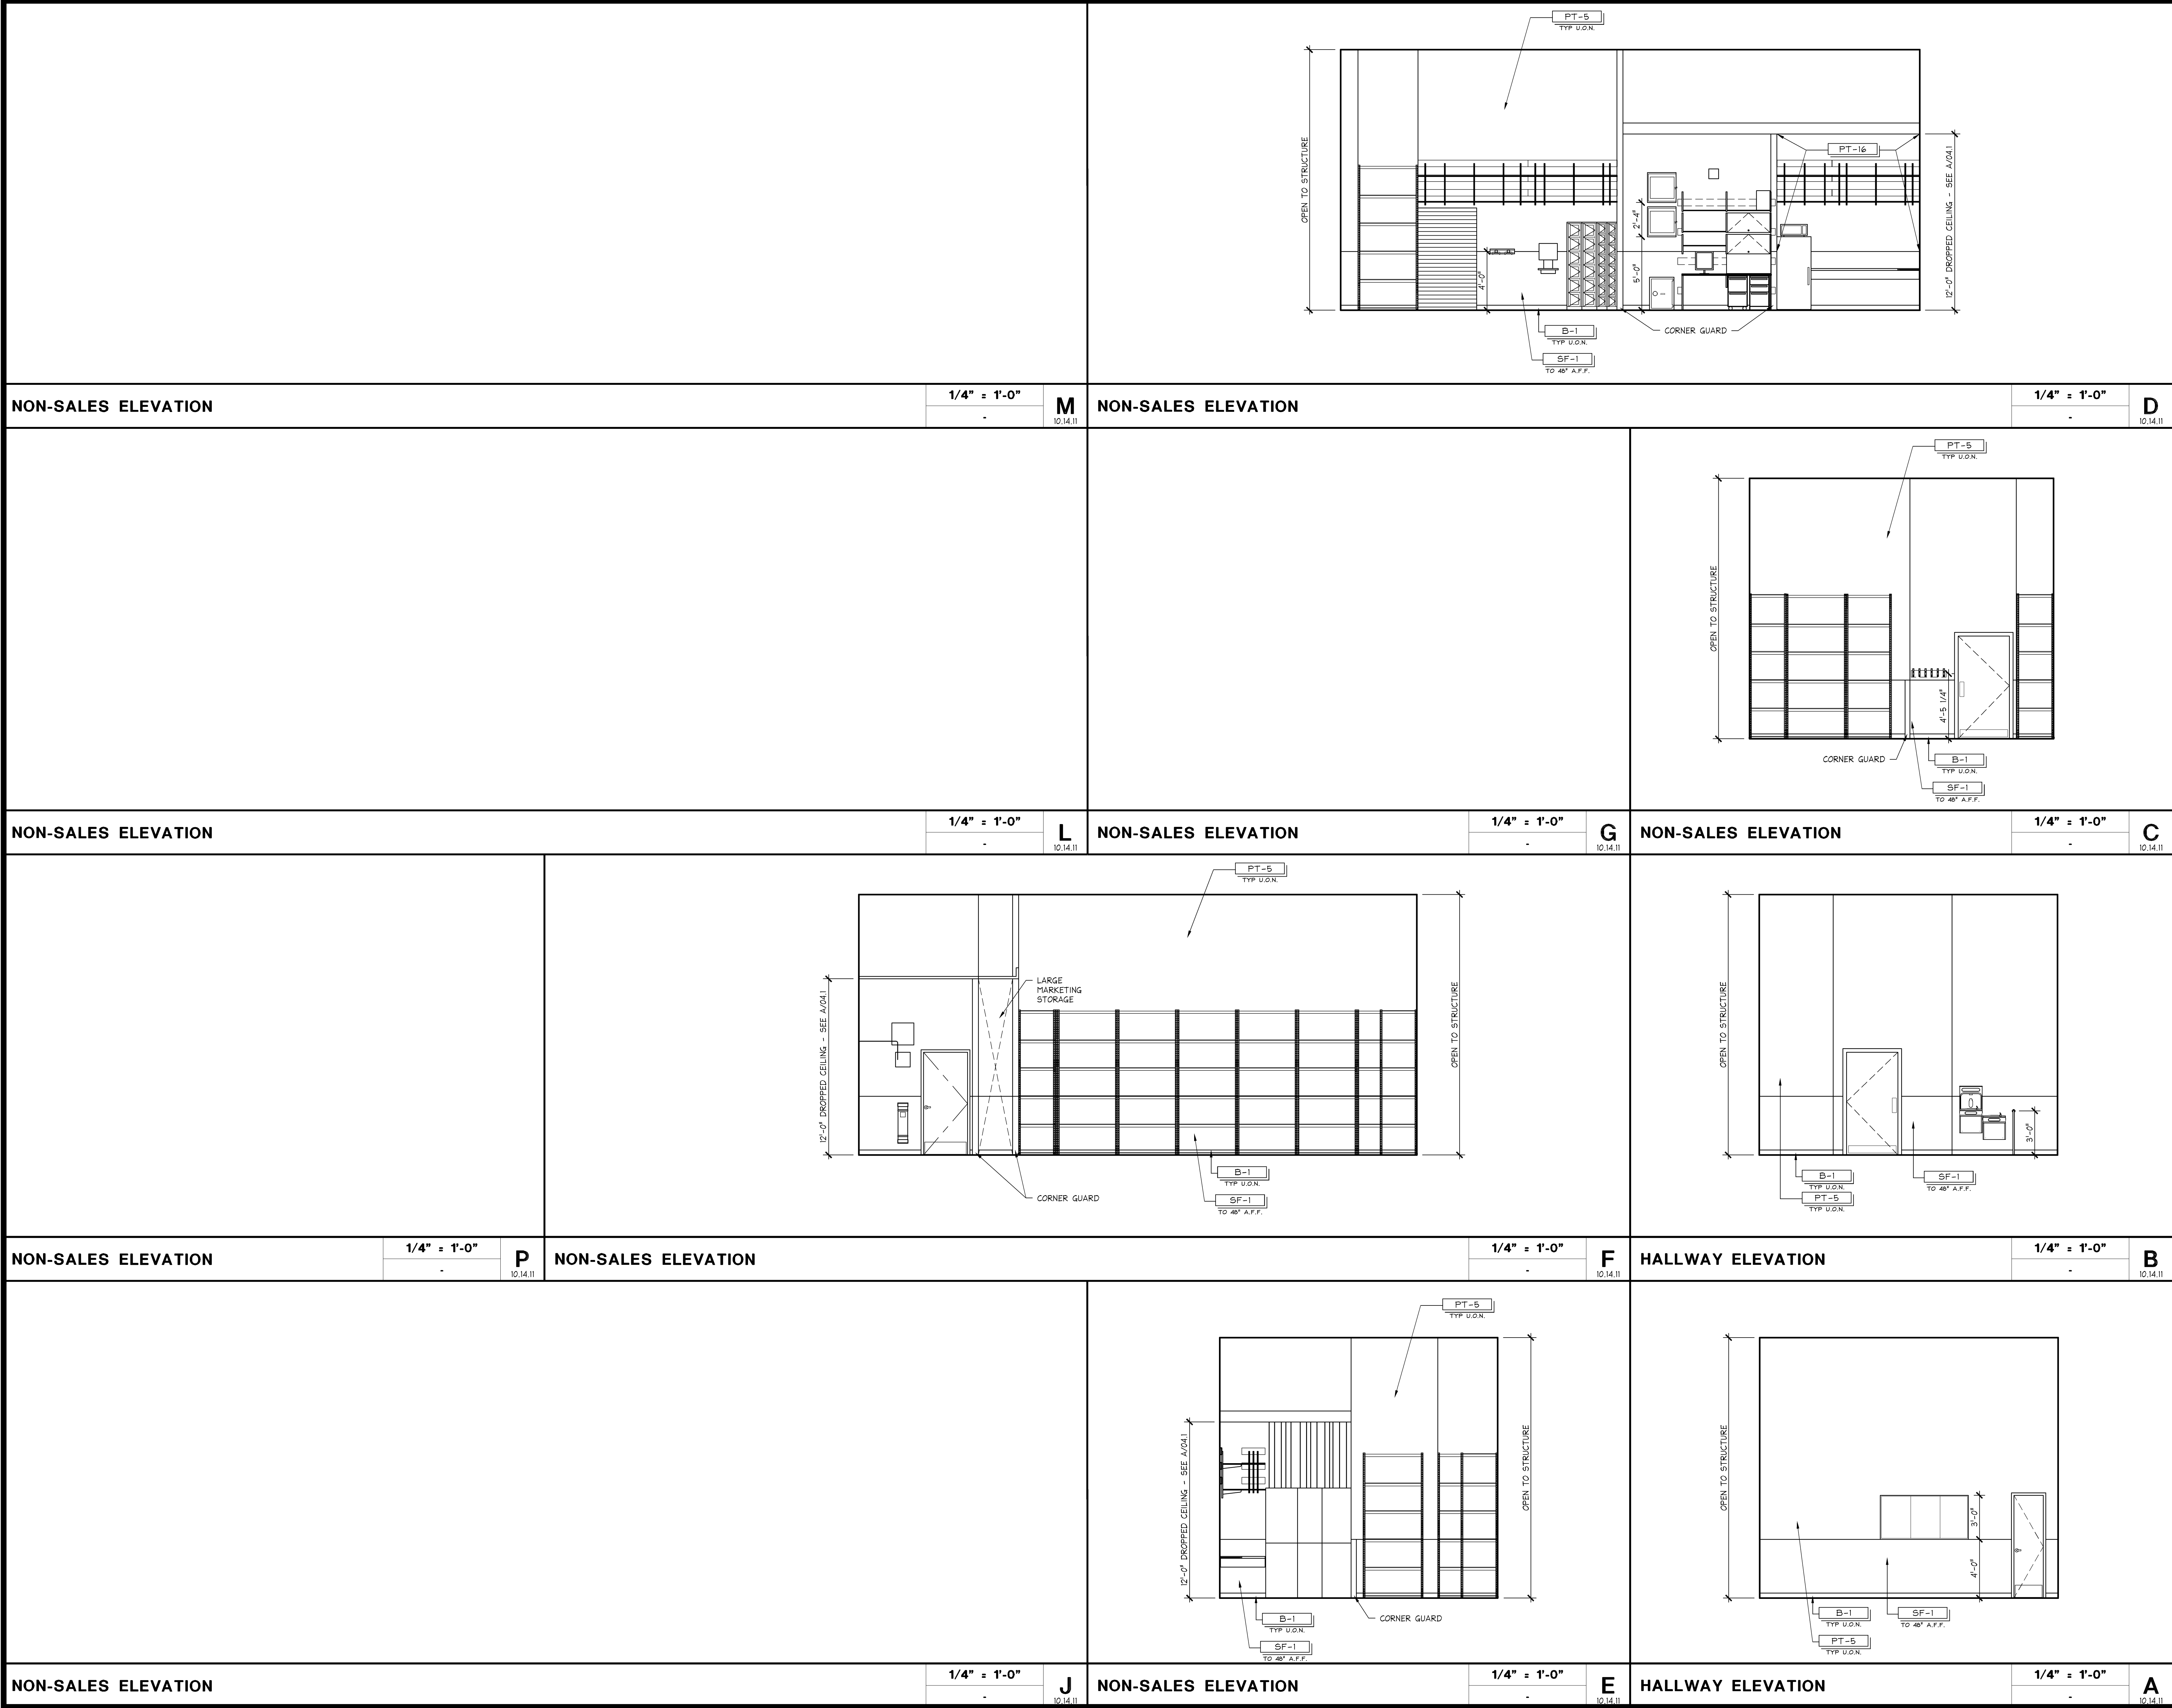 PT-5
TYP U.O.N.
OPEN TO STRUCTURE
PT-16
12'-0" DROPPED CEILING - SEE A/04.1
2'-4"
5'-0"
4'-0"
B-1
TYP U.O.N.
CORNER GUARD
SF-1
TO 48" A.F.F.
NON-SALES ELEVATION
1/4" = 1'-0"
-
M
10.14.11
NON-SALES ELEVATION
1/4" = 1'-0"
-
D
10.14.11
PT-5
TYP U.O.N.
OPEN TO STRUCTURE
4'-5 1/4"
CORNER GUARD
B-1
TYP U.O.N.
SF-1
TO 48" A.F.F.
NON-SALES ELEVATION
1/4" = 1'-0"
-
L
10.14.11
NON-SALES ELEVATION
1/4" = 1'-0"
-
G
10.14.11
NON-SALES ELEVATION
1/4" = 1'-0"
-
C
10.14.11
PT-5
TYP U.O.N.
12'-0" DROPPED CEILING - SEE A/04.1
LARGE
MARKETING
STORAGE
OPEN TO STRUCTURE
B-1
TYP U.O.N.
CORNER GUARD
SF-1
TO 48" A.F.F.
OPEN TO STRUCTURE
3'-0"
B-1
TYP U.O.N.
SF-1
TO 48" A.F.F.
PT-5
TYP U.O.N.
NON-SALES ELEVATION
1/4" = 1'-0"
-
P
10.14.11
NON-SALES ELEVATION
1/4" = 1'-0"
-
F
10.14.11
HALLWAY ELEVATION
1/4" = 1'-0"
-
B
10.14.11
PT-5
TYP U.O.N.
12'-0" DROPPED CEILING - SEE A/04.1
OPEN TO STRUCTURE
B-1
TYP U.O.N.
CORNER GUARD
SF-1
TO 48" A.F.F.
OPEN TO STRUCTURE
3'-0"
4'-0"
B-1
TYP U.O.N.
SF-1
TO 48" A.F.F.
PT-5
TYP U.O.N.
NON-SALES ELEVATION
1/4" = 1'-0"
-
J
10.14.11
NON-SALES ELEVATION
1/4" = 1'-0"
-
E
10.14.11
HALLWAY ELEVATION
1/4" = 1'-0"
-
A
10.14.11